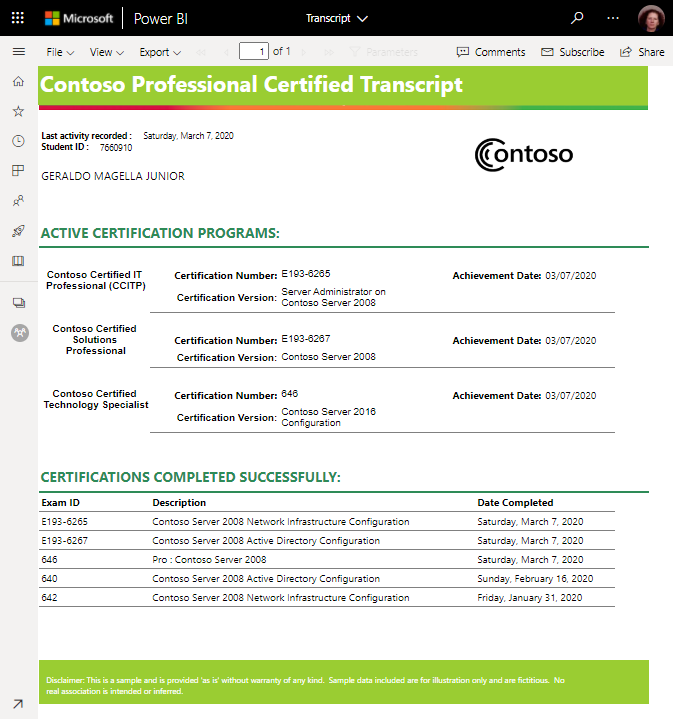 Microsoft Power BI Transcript
File View Export 1 of 1 Parameters Comments Subscribe Share
Contoso Professional Certified Transcript
Last activity recorded : Saturday, March 7, 2020
Student ID : 7660910
Contoso
GERALDO MAGELLA JUNIOR
ACTIVE CERTIFICATION PROGRAMS:
Contoso Certified IT
Professional (CCITP)
Certification Number: E193-6265
Achievement Date: 03/07/2020
Certification Version: Server Administrator on
Contoso Server 2008
Contoso Certified
Solutions
Professional
Certification Number: E193-6267
Achievement Date: 03/07/2020
Certification Version: Contoso Server 2008
Contoso Certified
Technology Specialist
Certification Number: 646
Achievement Date: 03/07/2020
Certification Version: Contoso Server 2016
Configuration
CERTIFICATIONS COMPLETED SUCCESSFULLY:
Exam ID Description Date Completed
E193-6265 Contoso Server 2008 Network Infrastructure Configuration Saturday, March 7, 2020
E193-6267 Contoso Server 2008 Active Directory Configuration Saturday, March 7, 2020
646 Pro : Contoso Server 2008 Saturday, March 7, 2020
640 Contoso Server 2008 Active Directory Configuration Sunday, February 16, 2020
642 Contoso Server 2008 Network Infrastructure Configuration Friday, January 31, 2020
Disclaimer: This is a sample and is provided 'as is' without warranty of any kind. Sample data included are for illustration only and are fictitious. No
real association is intended or inferred.